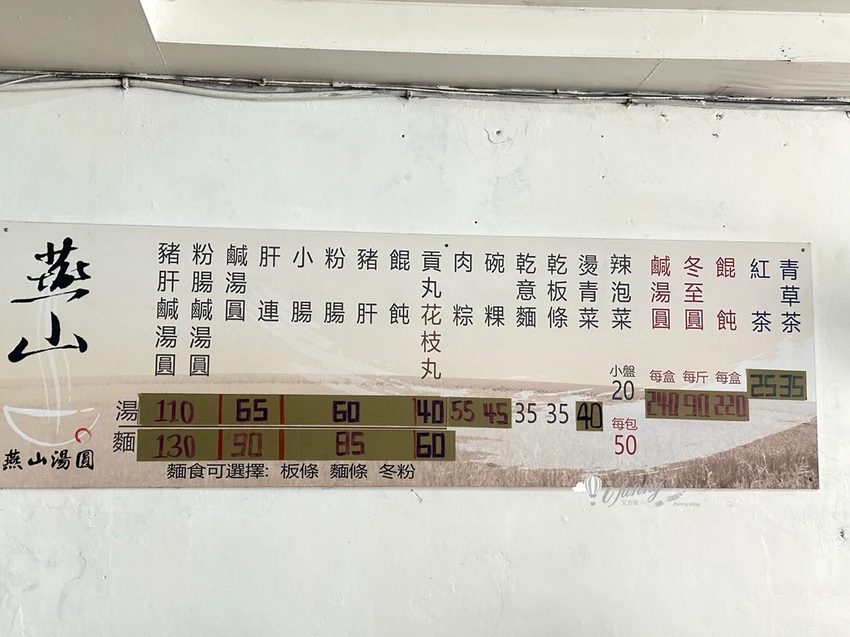 燕山
燕山湯圓
豬肝鹹湯圓
粉腸鹹湯圓
鹹湯圓
肝連
小腸
粉腸
豬肝
餛飩
貢丸花枝丸
肉粽
碗粿
乾意麵
乾板條
燙青菜
辣泡菜
鹹湯圓
冬至圓
餛飩
紅茶
青草茶
小盤
20
每包
50
每盒 每斤 每盒
240 90 220
25 35
湯 110 65 60 40 55 45 35 35 40
麵 130 90 85 60
麵食可選擇: 板條 麵條 冬粉